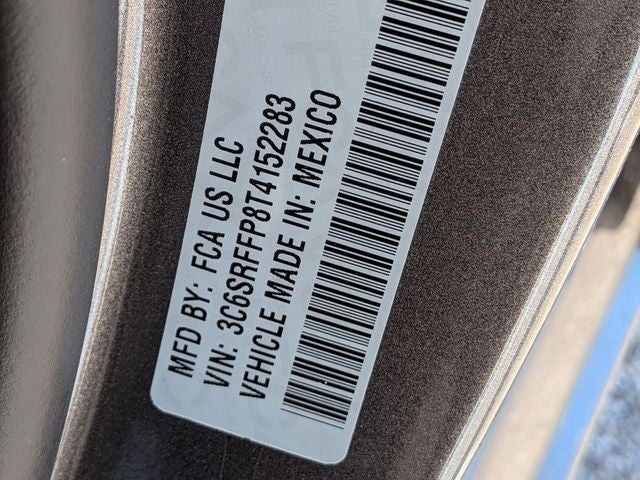 MFD BY: FCA US LLC
VIN: 3C6SRFFP8T4152283
VEHICLE MADE IN: MEXICO